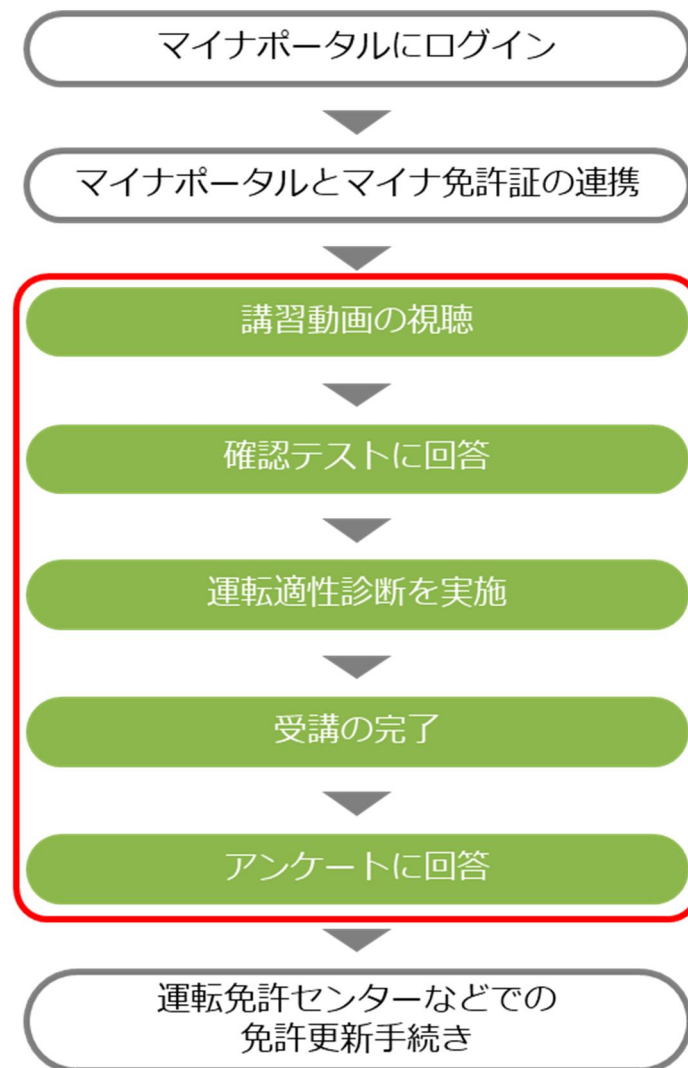 マイナポータルにログイン
マイナポータルとマイナ免許証の連携
講習動画の視聴
確認テストに回答
運転適性診断を実施
受講の完了
アンケートに回答
運転免許センターなどでの
免許更新手続き